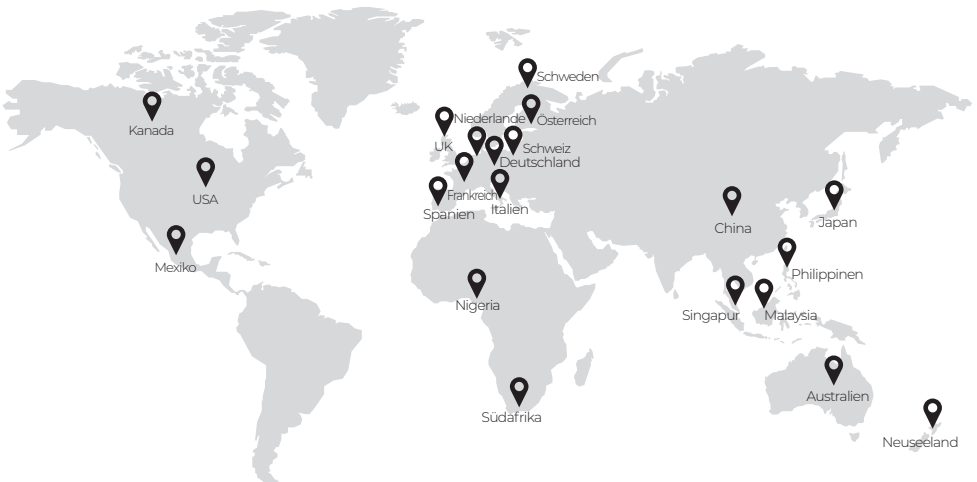 Schweden
Niederlande
Österreich
Kanada
UK
Schweiz
Deutschland
Frankreich
USA
Italien
Spanien
Japan
China
Mexiko
Philippinen
Nigeria
Singapur
Malaysia
Australien
Südafrika
Neuseeland